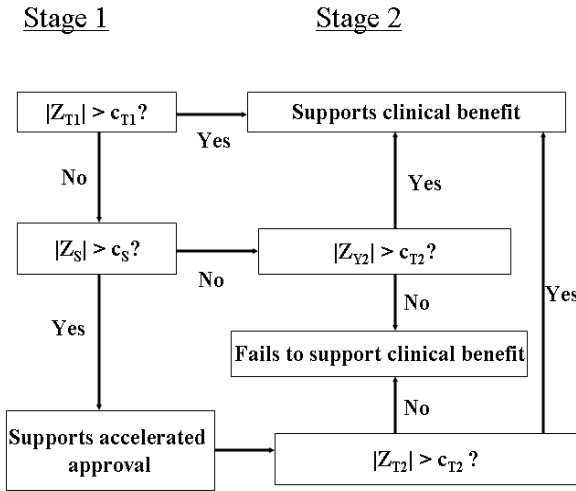 Stage 1
Stage 2
|Z_T1| > c_T1?
Yes
Supports clinical benefit
No
Yes
|Z_S| > c_S?
No
|Z_Y2| > c_T2?
Yes
Yes
No
Fails to support clinical benefit
No
Supports accelerated
approval
|Z_T2| > c_T2 ?